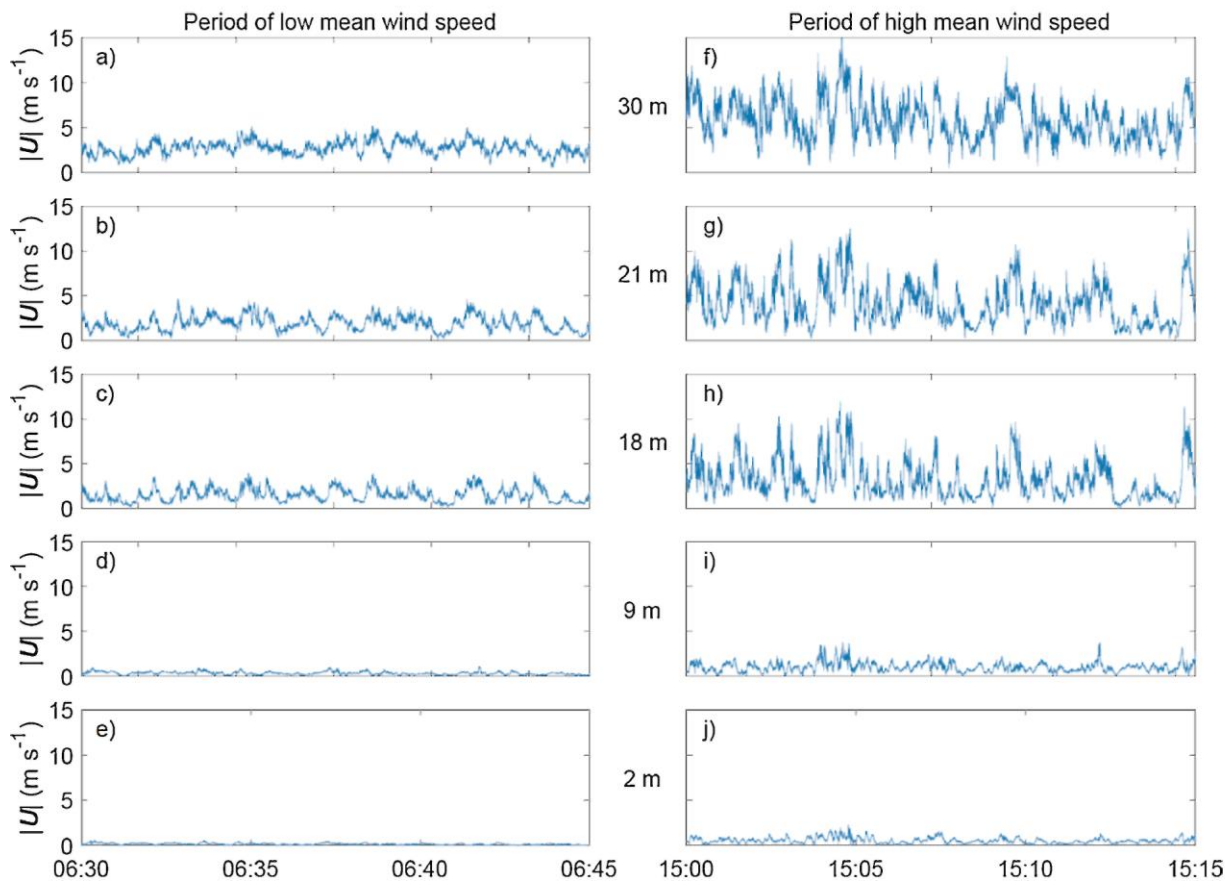 Period of low mean wind speed
Period of high mean wind speed
15
10
5
0
|U| (m s⁻¹)
a)
f)
30 m
15
10
5
0
|U| (m s⁻¹)
b)
g)
21 m
15
10
5
0
|U| (m s⁻¹)
c)
h)
18 m
15
10
5
0
|U| (m s⁻¹)
d)
i)
9 m
15
10
5
0
|U| (m s⁻¹)
e)
j)
2 m
06:30 06:35 06:40 06:45
15:00 15:05 15:10 15:15